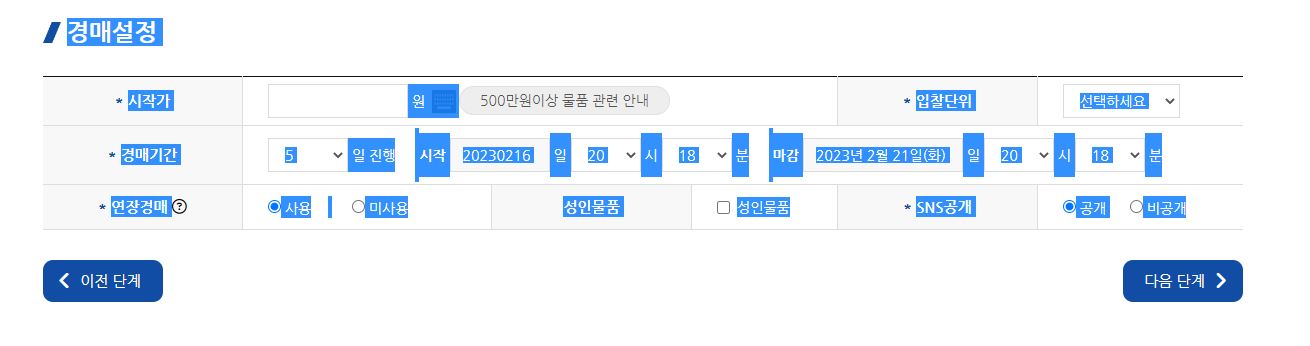 경매설정
* 시작가 원 500만원이상 물품 관련 안내 * 입찰단위 선택하세요
* 경매기간 5 일 진행 시작 20230216 일 20 시 18 분 마감 2023년 2월 21일(화) 일 20 시 18 분
* 연장경매 ? 사용 미사용 성인물품 성인물품 * SNS공개 공개 비공개
이전 단계 다음 단계